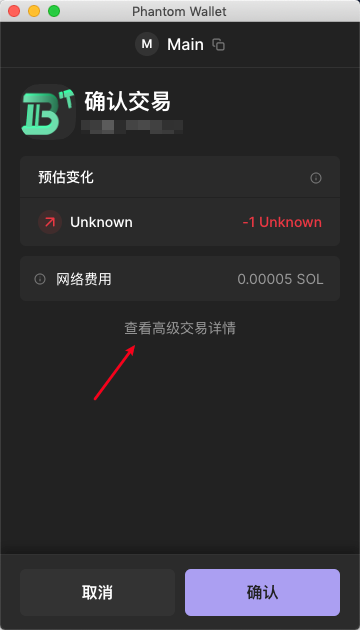 Phantom Wallet
M Main
确认交易
预估变化
Unknown -1 Unknown
网络费用 0.00005 SOL
查看高级交易详情
取消 确认